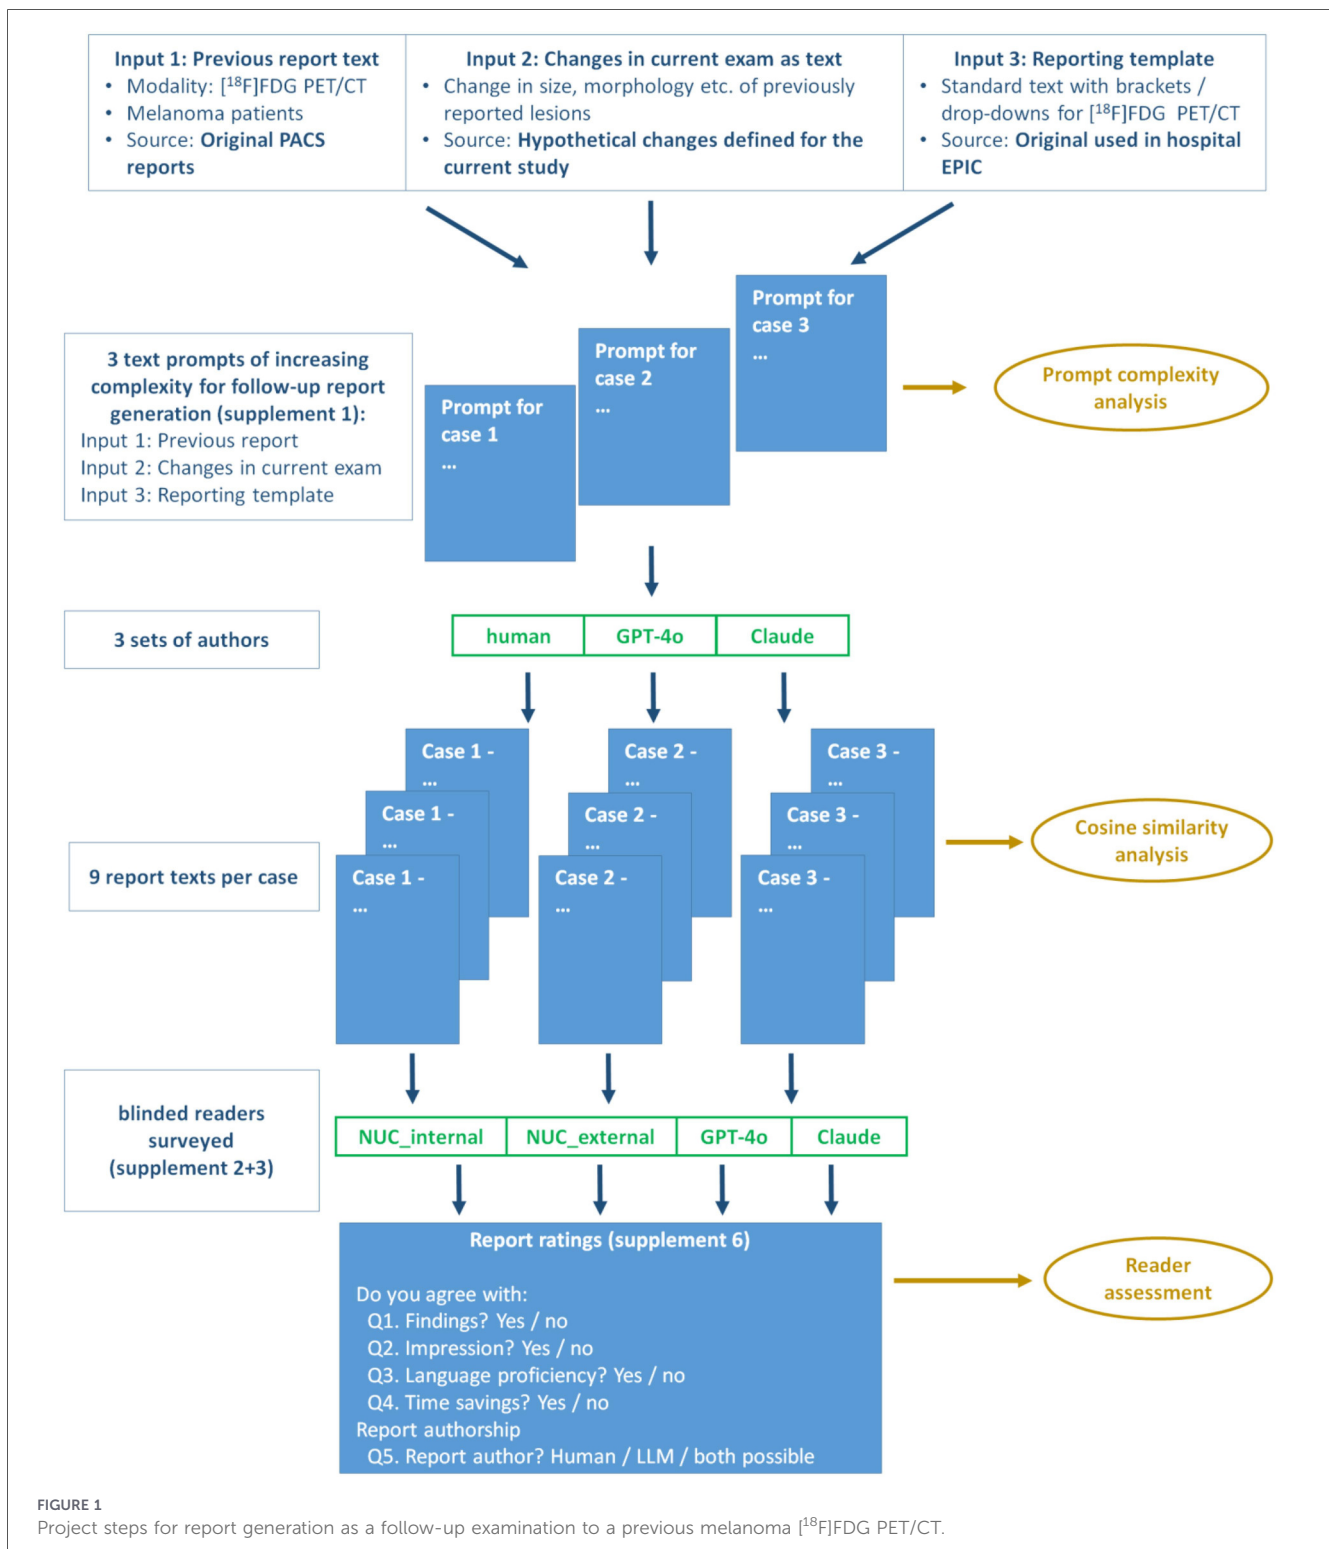 Input 1: Previous report text
• Modality: [¹⁸F]FDG PET/CT
• Melanoma patients
• Source: Original PACS
reports
Input 2: Changes in current exam as text
• Change in size, morphology etc. of previously
reported lesions
• Source: Hypothetical changes defined for the
current study
Input 3: Reporting template
• Standard text with brackets /
drop-downs for [¹⁸F]FDG PET/CT
• Source: Original used in hospital
EPIC
3 text prompts of increasing
complexity for follow-up report
generation (supplement 1):
Input 1: Previous report
Input 2: Changes in current exam
Input 3: Reporting template
Prompt for
case 1
...
Prompt for
case 2
...
Prompt for
case 3
...
Prompt complexity
analysis
3 sets of authors
human
GPT-4o
Claude
9 report texts per case
Case 1 -
...
Case 1 -
...
Case 1 -
...
Case 2 -
...
Case 2 -
...
Case 2 -
...
Case 3 -
...
Case 3 -
...
Case 3 -
...
Cosine similarity
analysis
blinded readers
surveyed
(supplement 2+3)
NUC_internal
NUC_external
GPT-4o
Claude
Report ratings (supplement 6)
Do you agree with:
Q1. Findings? Yes / no
Q2. Impression? Yes / no
Q3. Language proficiency? Yes / no
Q4. Time savings? Yes / no
Report authorship
Q5. Report author? Human / LLM / both possible
Reader
assessment
FIGURE 1
Project steps for report generation as a follow-up examination to a previous melanoma [¹⁸F]FDG PET/CT.